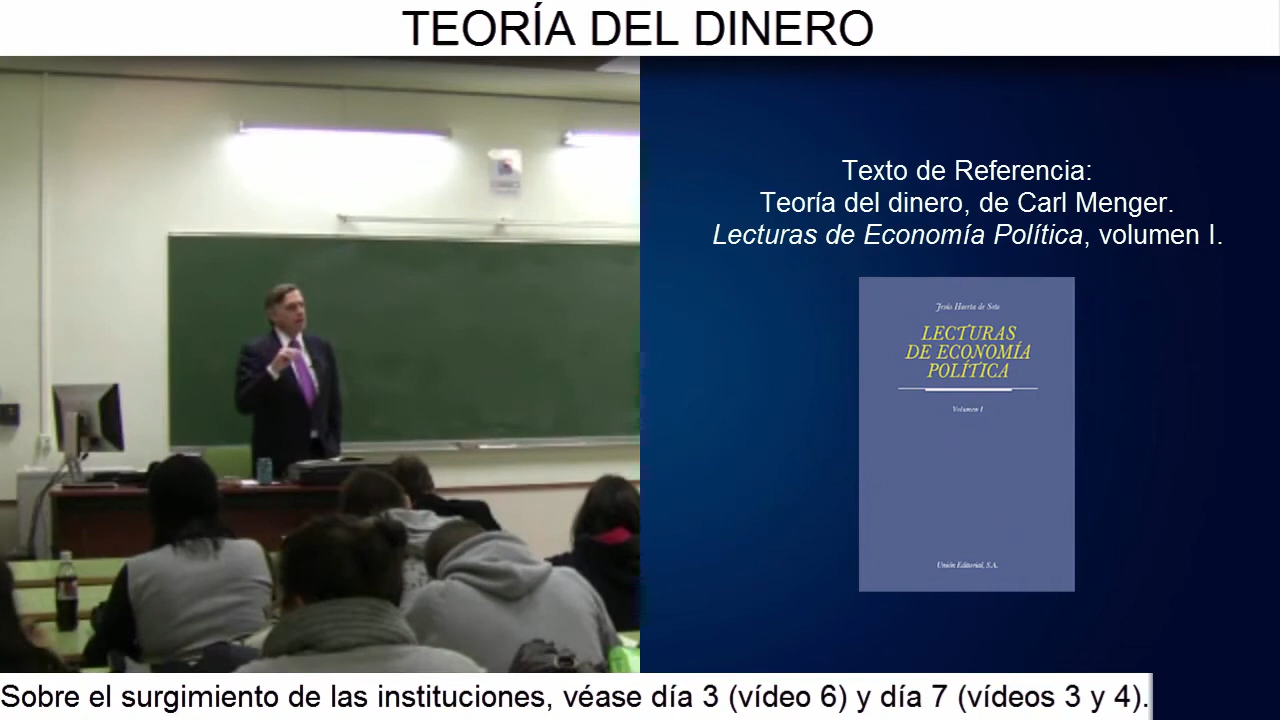 TEORÍA DEL DINERO
Texto de Referencia:
Teoría del dinero, de Carl Menger.
Lecturas de Economía Política, volumen I.
Jesús Huerta de Soto
LECTURAS
DE ECONOMÍA
POLÍTICA
Volumen I
Unión Editorial, S.A.
Sobre el surgimiento de las instituciones, véase día 3 (vídeo 6) y día 7 (vídeos 3 y 4).